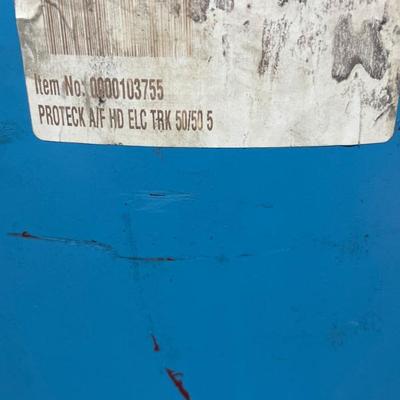 Item No: 0000103755
PROTECK A/F HD ELC TRK 50/50 5